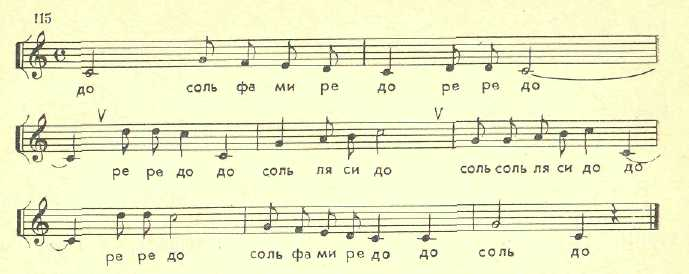 115
до соль фа ми ре до ре ре до
V V
ре ре до до соль ля си до соль соль ля си до до
ре ре до соль фа ми ре до до соль до